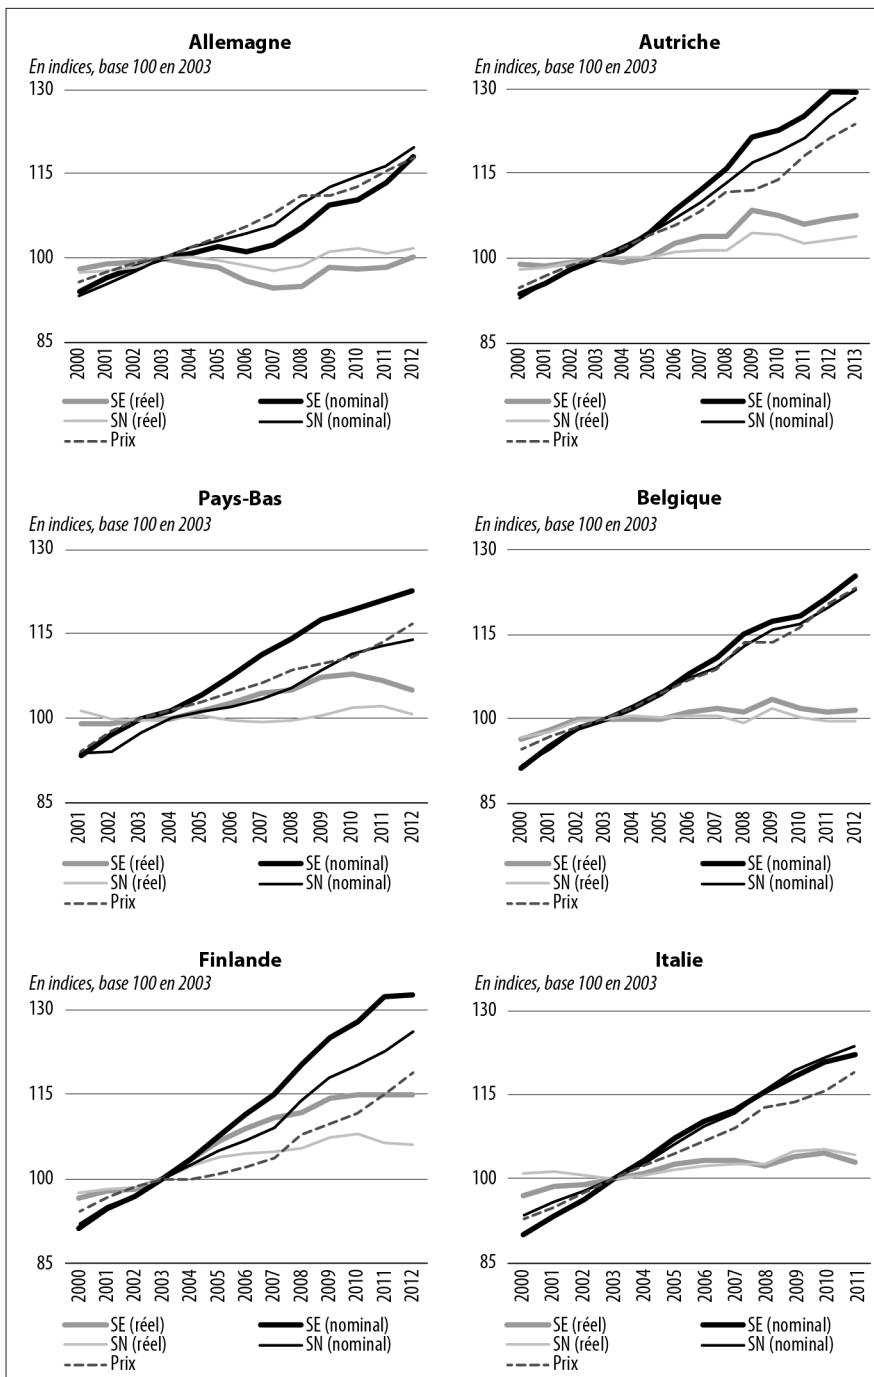 Allemagne
En indices, base 100 en 2003
130
115
100
85
2000 2001 2002 2003 2004 2005 2006 2007 2008 2009 2010 2011 2012
SE (réel) SE (nominal)
SN (réel) SN (nominal)
Prix
Autriche
En indices, base 100 en 2003
130
115
100
85
2000 2001 2002 2003 2004 2005 2006 2007 2008 2009 2010 2011 2012 2013
SE (réel) SE (nominal)
SN (réel) SN (nominal)
Prix
Pays-Bas
En indices, base 100 en 2003
130
115
100
85
2001 2002 2003 2004 2005 2006 2007 2008 2009 2010 2011 2012
SE (réel) SE (nominal)
SN (réel) SN (nominal)
Prix
Belgique
En indices, base 100 en 2003
130
115
100
85
2000 2001 2002 2003 2004 2005 2006 2007 2008 2009 2010 2011 2012
SE (réel) SE (nominal)
SN (réel) SN (nominal)
Prix
Finlande
En indices, base 100 en 2003
130
115
100
85
2000 2001 2002 2003 2004 2005 2006 2007 2008 2009 2010 2011 2012
SE (réel) SE (nominal)
SN (réel) SN (nominal)
Prix
Italie
En indices, base 100 en 2003
130
115
100
85
2000 2001 2002 2003 2004 2005 2006 2007 2008 2009 2010 2011
SE (réel) SE (nominal)
SN (réel) SN (nominal)
Prix